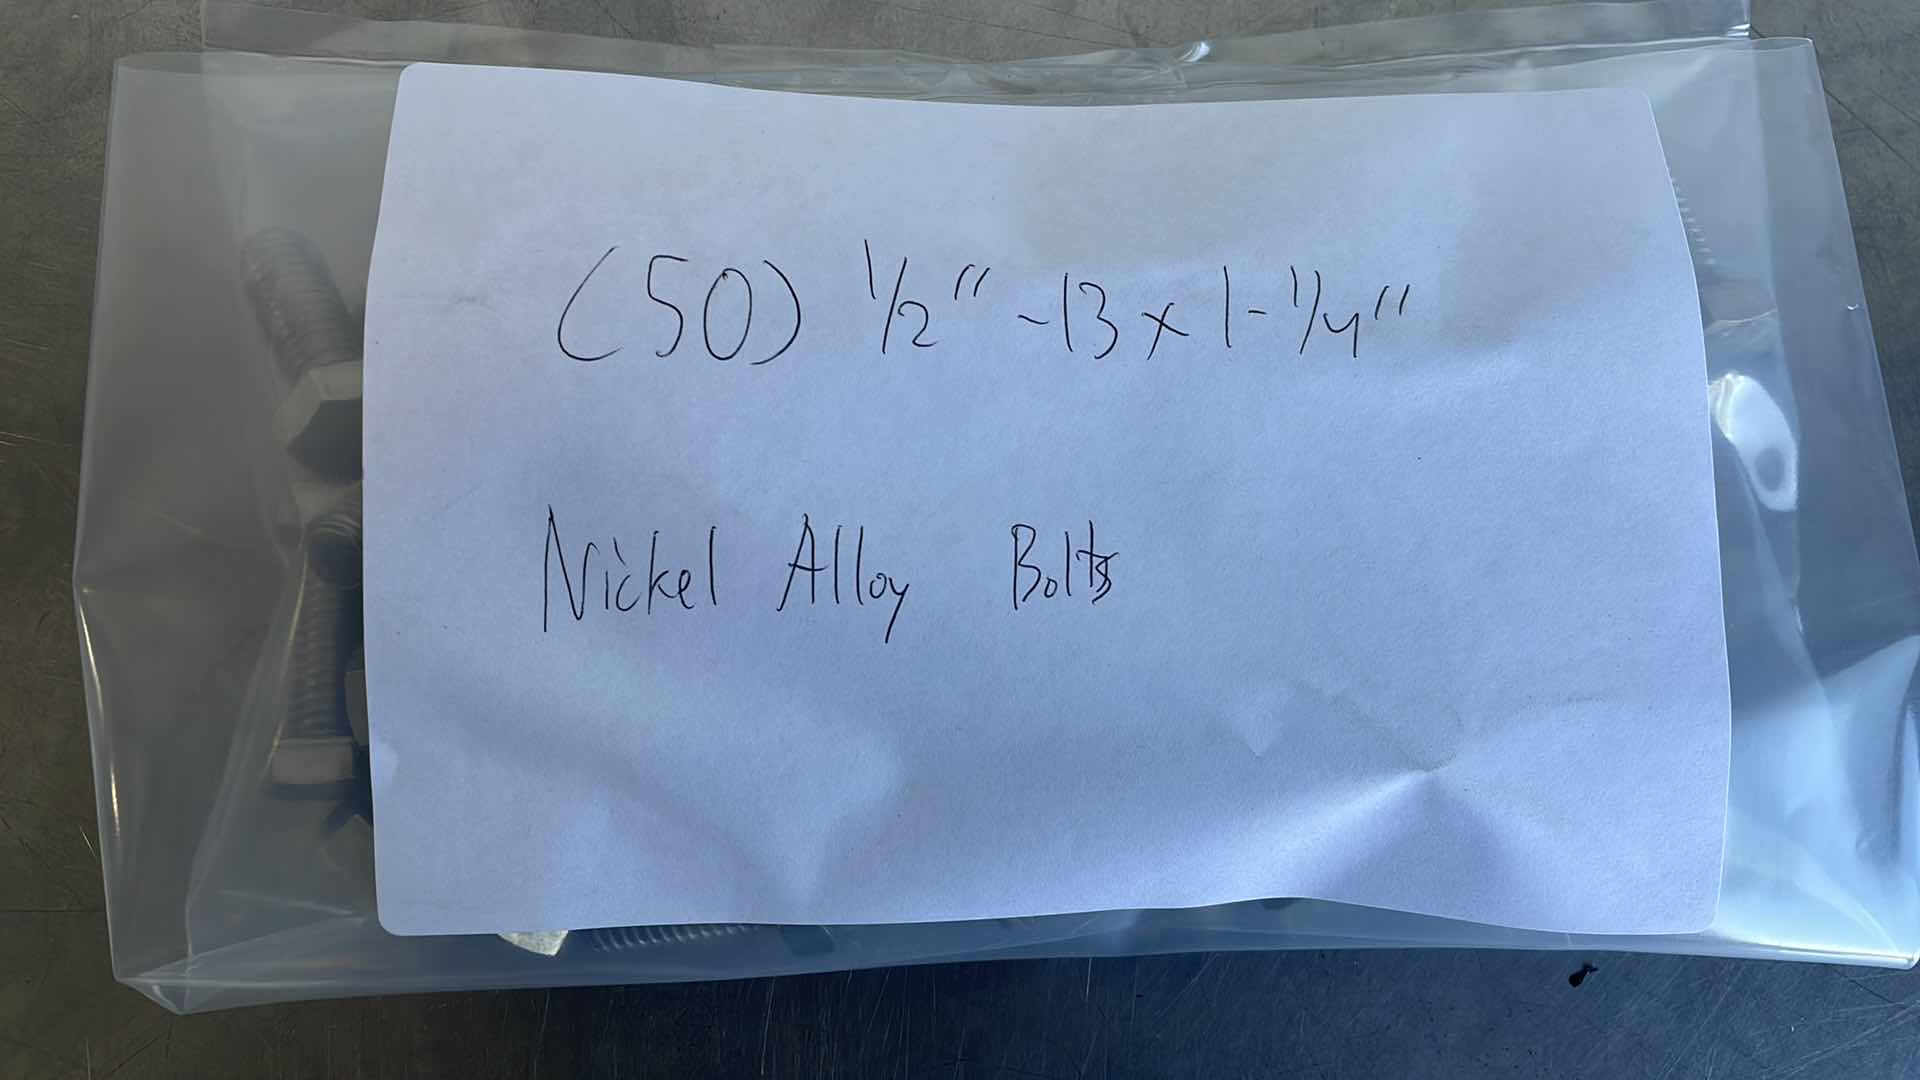 (50) 1/2" -13 x 1-1/4"
Nickel Alloy Bolts